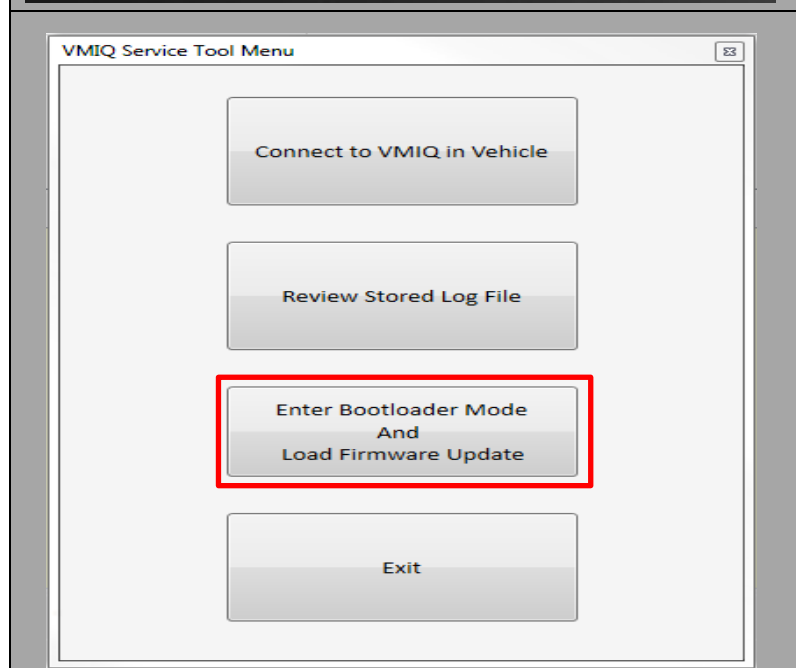 VMIQ Service Tool Menu
Connect to VMIQ in Vehicle
Review Stored Log File
Enter Bootloader Mode
And
Load Firmware Update
Exit